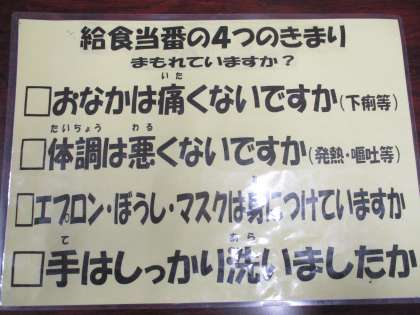 給食当番の4つのきまり
まもれていますか？
□おなかは痛くないですか(下痢等)
□体調は悪くないですか(発熱・嘔吐等)
□エプロン・ぼうし・マスクは身につけていますか
□手はしっかり洗いましたか